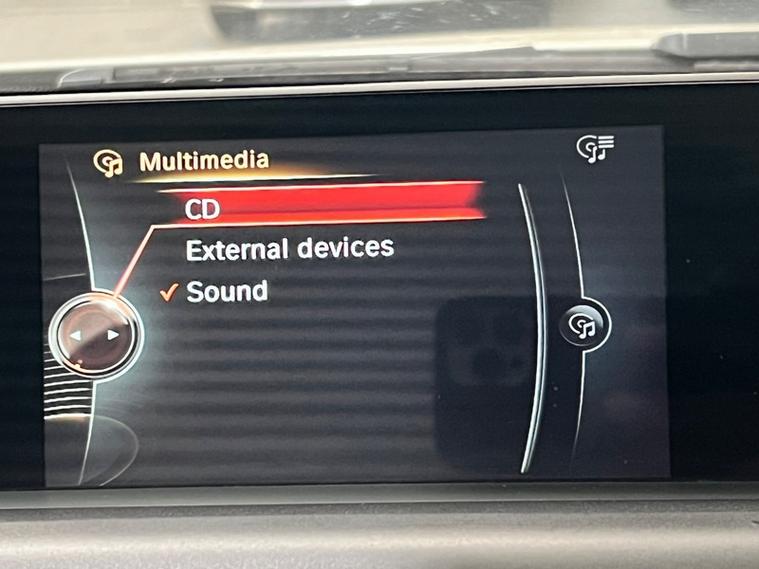 Multimedia
CD
External devices
Sound